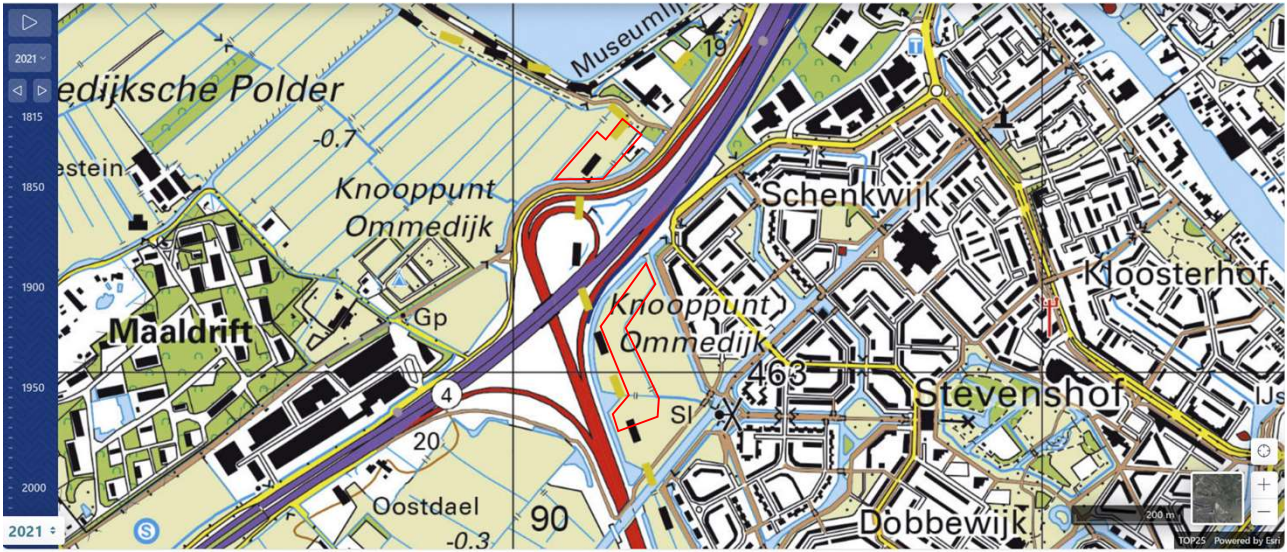 2021
1815
1850
1900
1950
2000
2021
Museumlij
19
edijksche Polder
-0.7
estein
Knooppunt
Ommedijk
Schenkwijk
Kloosterhof
Knooppunt
Ommedijk
Maaldrift
Gp
4
463
Stevenshof
IJs
Sl
20
Oostdael
90
-0.3
Dobbewijk
S
200 m
TOP25 Powered by Esri